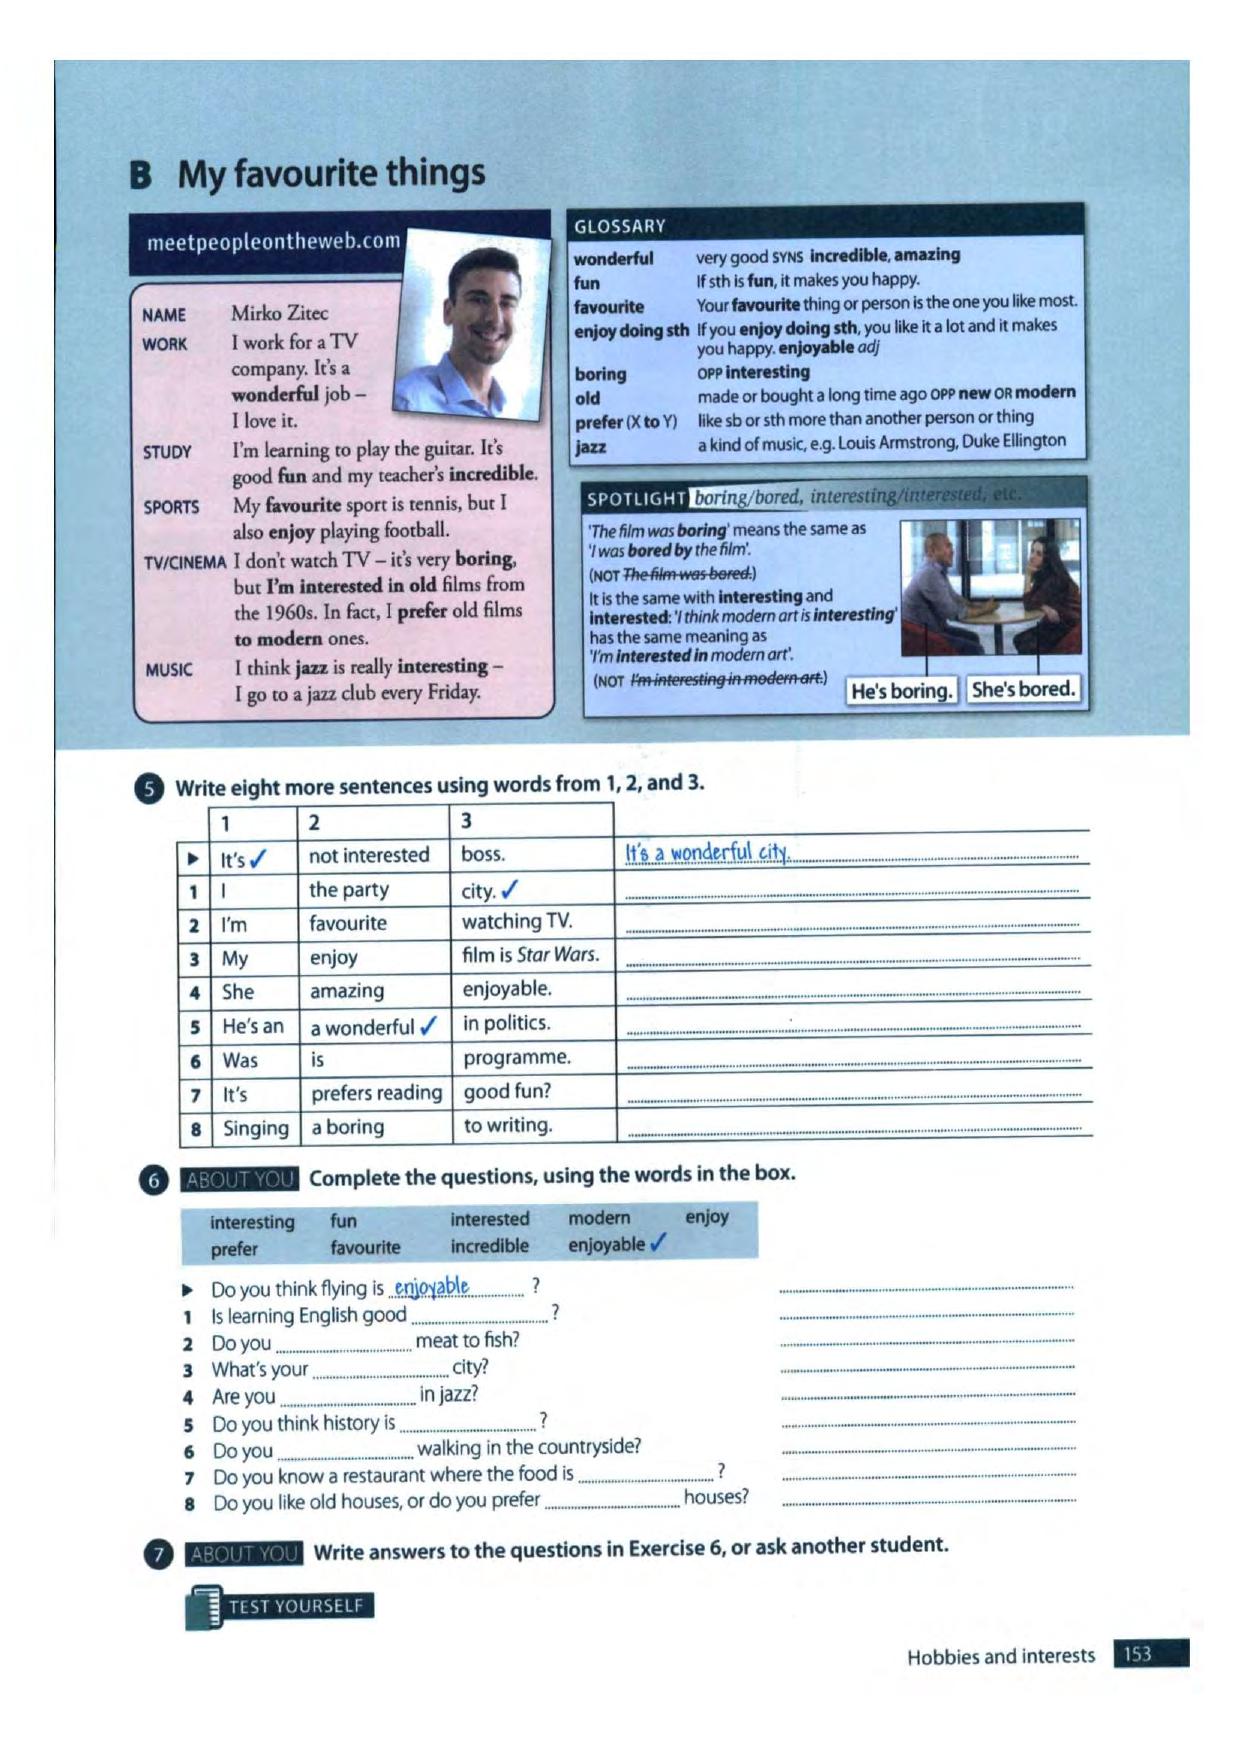 B My favourite things
meetpeopleontheweb.com
NAME Mirko Zitec
WORK I work for a TV
company. It's a
wonderful job –
I love it.
STUDY I'm learning to play the guitar. It's
good fun and my teacher's incredible.
SPORTS My favourite sport is tennis, but I
also enjoy playing football.
TV/CINEMA I don't watch TV – it's very boring,
but I'm interested in old films from
the 1960s. In fact, I prefer old films
to modern ones.
MUSIC I think jazz is really interesting –
I go to a jazz club every Friday.
GLOSSARY
wonderful very good SYNS incredible, amazing
fun If sth is fun, it makes you happy.
favourite Your favourite thing or person is the one you like most.
enjoy doing sth If you enjoy doing sth, you like it a lot and it makes
you happy. enjoyable adj
boring OPP interesting
old made or bought a long time ago OPP new OR modern
prefer (X to Y) like sb or sth more than another person or thing
jazz a kind of music, e.g. Louis Armstrong, Duke Ellington
SPOTLIGHT boring/bored, interesting/interested, etc.
'The film was boring' means the same as
'I was bored by the film'.
(NOT The film was bored.)
It is the same with interesting and
interested: 'I think modern art is interesting'
has the same meaning as
'I'm interested in modern art'.
(NOT I'm interesting in modern art.)
He's boring. She's bored.
5 Write eight more sentences using words from 1, 2, and 3.
1 2 3
▶ It's ✓ not interested boss. It's a wonderful city.
1 I the party city. ✓
2 I'm favourite watching TV.
3 My enjoy film is Star Wars.
4 She amazing enjoyable.
5 He's an a wonderful ✓ in politics.
6 Was is programme.
7 It's prefers reading good fun?
8 Singing a boring to writing.
6 ABOUT YOU Complete the questions, using the words in the box.
interesting fun interested modern enjoy
prefer favourite incredible enjoyable ✓
▶ Do you think flying is enjoyable ?
1 Is learning English good ?
2 Do you meat to fish?
3 What's your city?
4 Are you in jazz?
5 Do you think history is ?
6 Do you walking in the countryside?
7 Do you know a restaurant where the food is ?
8 Do you like old houses, or do you prefer houses?
7 ABOUT YOU Write answers to the questions in Exercise 6, or ask another student.
TEST YOURSELF
Hobbies and interests 153